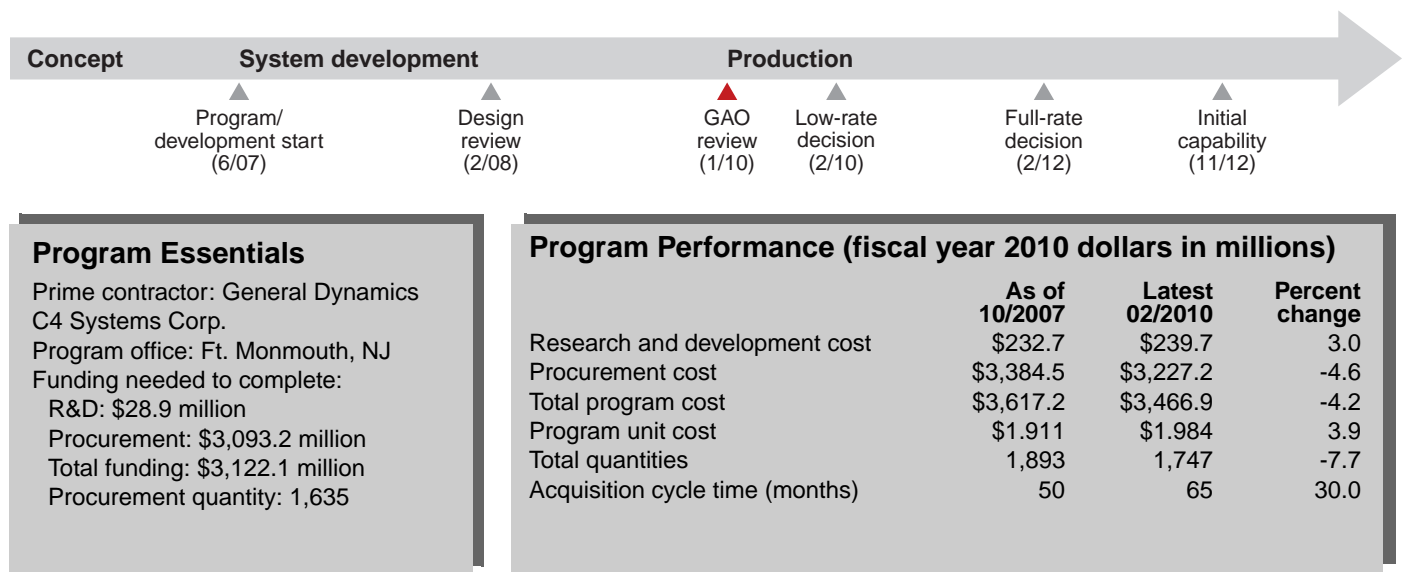 Concept System development Production
Program/
development start
(6/07)
Design
review
(2/08)
GAO
review
(1/10)
Low-rate
decision
(2/10)
Full-rate
decision
(2/12)
Initial
capability
(11/12)
Program Essentials
Prime contractor: General Dynamics
C4 Systems Corp.
Program office: Ft. Monmouth, NJ
Funding needed to complete:
R&D: $28.9 million
Procurement: $3,093.2 million
Total funding: $3,122.1 million
Procurement quantity: 1,635
Program Performance (fiscal year 2010 dollars in millions)
As of Latest Percent
10/2007 02/2010 change
Research and development cost $232.7 $239.7 3.0
Procurement cost $3,384.5 $3,227.2 -4.6
Total program cost $3,617.2 $3,466.9 -4.2
Program unit cost $1.911 $1.984 3.9
Total quantities 1,893 1,747 -7.7
Acquisition cycle time (months) 50 65 30.0